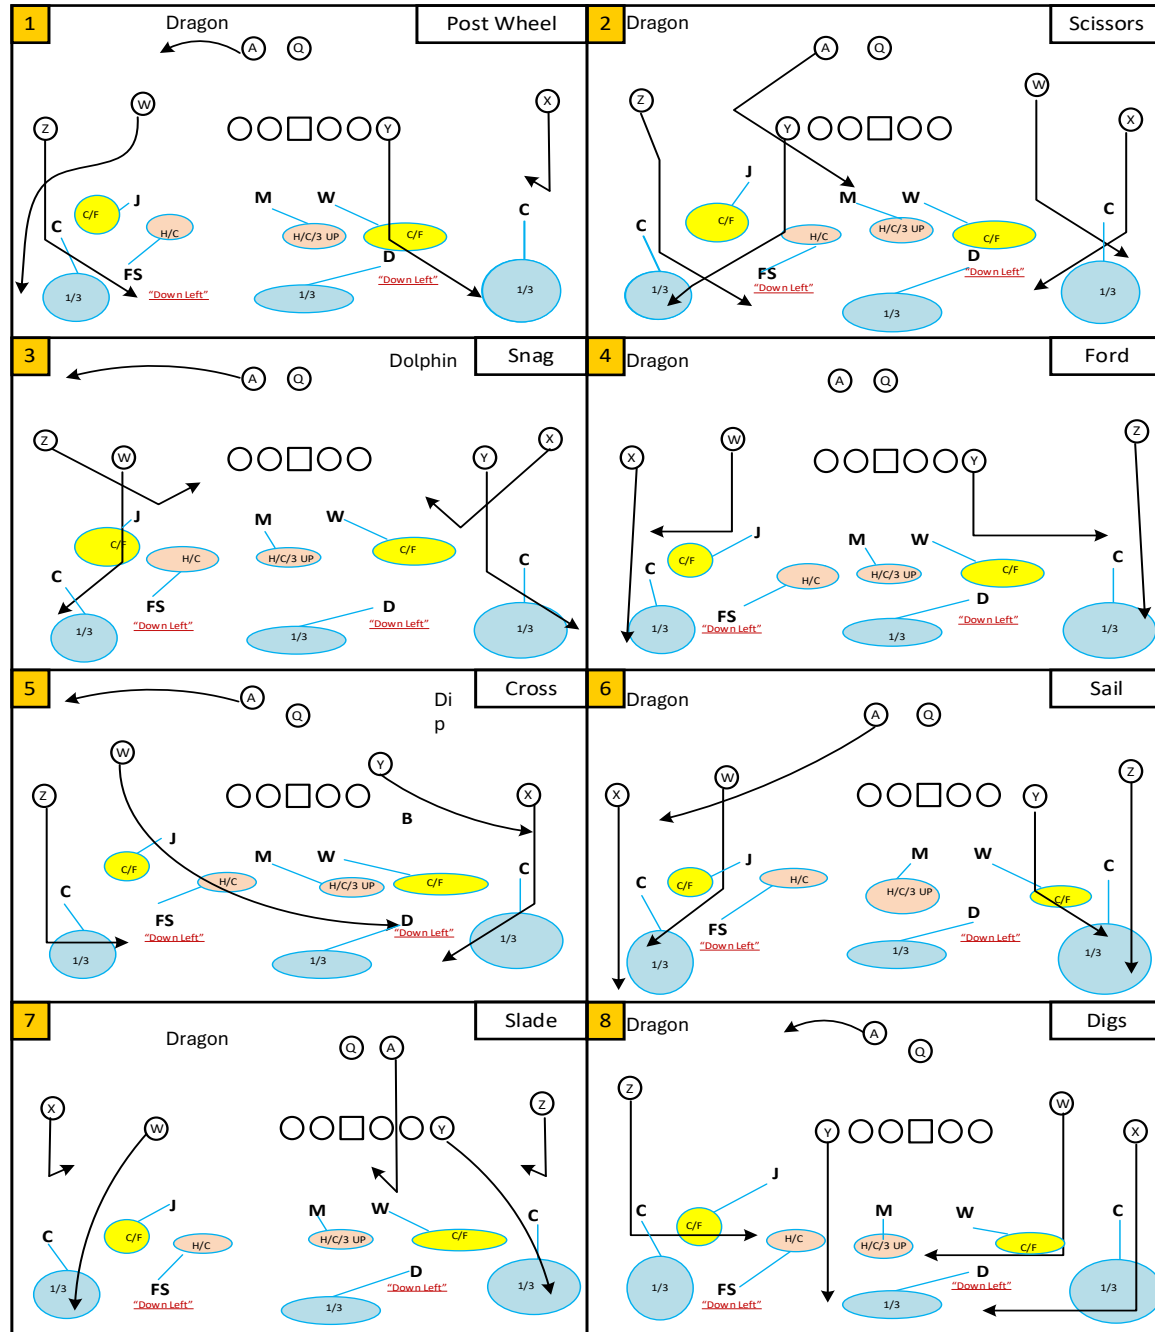 1
Dragon
Post Wheel
A
Q
X
W
Z
Y
J
C/F
M
W
C
C
H/C
H/C/3 UP
C/F
D
FS
"Down Left"
"Down Left"
1/3
1/3
1/3
2
Dragon
Scissors
A
Q
W
Z
X
Y
J
M
W
C
C
C/F
H/C
H/C/3 UP
C/F
D
FS
"Down Left"
"Down Left"
1/3
1/3
1/3
3
Dolphin
Snag
A
Q
Z
X
W
Y
J
M
W
C/F
H/C
H/C/3 UP
C/F
C
C
FS
D
"Down Left"
"Down Left"
1/3
1/3
1/3
4
Dragon
Ford
A
Q
Z
W
X
Y
J
M
W
C
C
C/F
H/C
H/C/3 UP
C/F
D
FS
"Down Left"
"Down Left"
1/3
1/3
1/3
5
Di
p
Cross
A
Q
W
Y
Z
X
B
J
M
W
C
C
C/F
H/C
H/C/3 UP
C/F
FS
D
"Down Left"
"Down Left"
1/3
1/3
1/3
6
Dragon
Sail
A
Q
W
Z
X
Y
J
M
W
C
C
C/F
H/C
H/C/3 UP
C/F
FS
D
"Down Left"
"Down Left"
1/3
1/3
1/3
7
Dragon
Slade
Q
A
X
Z
W
Y
J
M
W
C
C
C/F
H/C
H/C/3 UP
C/F
D
FS
"Down Left"
"Down Left"
1/3
1/3
1/3
8
Dragon
Digs
A
Q
Z
W
Y
X
J
M
W
C
C
C/F
H/C
H/C/3 UP
C/F
D
FS
"Down Left"
"Down Left"
1/3
1/3
1/3